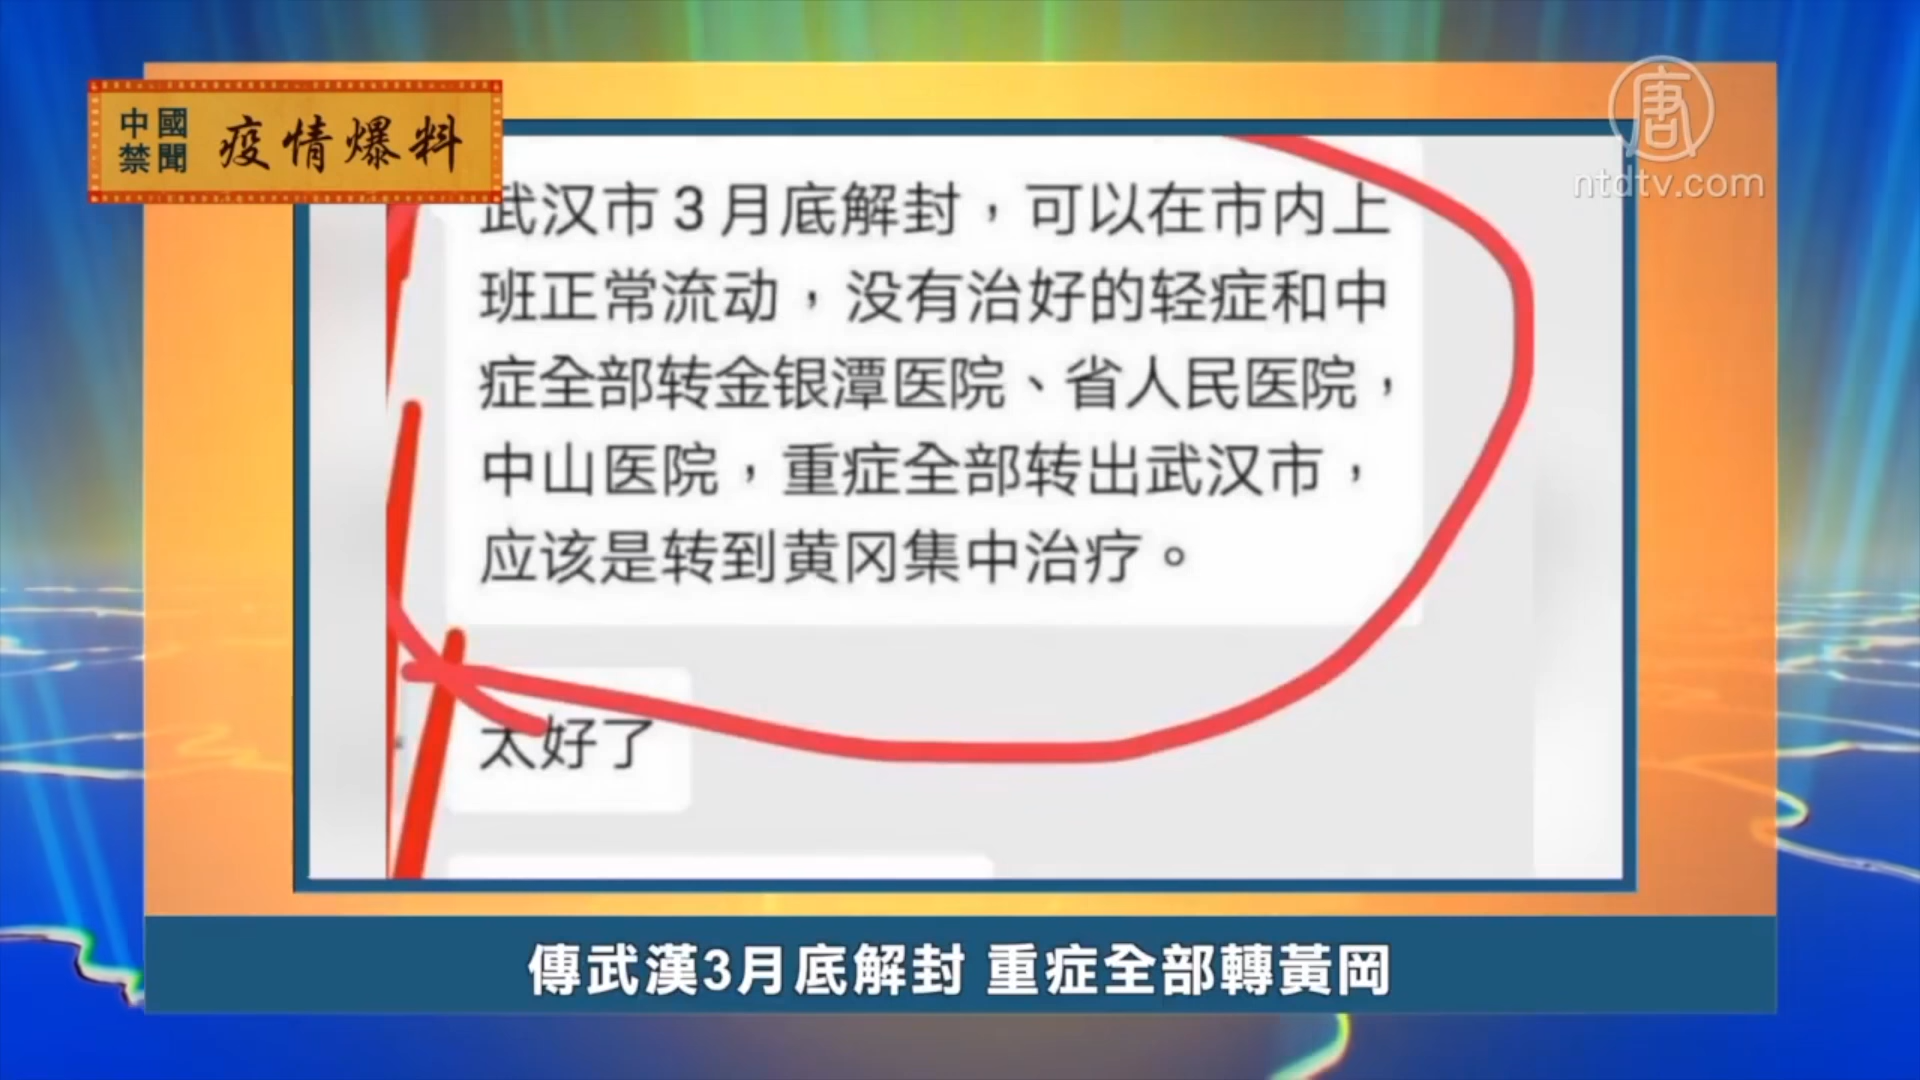 中國
禁聞
疫情爆料
唐
ntdtv.com
武汉市3月底解封，可以在市内上
班正常流动，没有治好的轻症和中
症全部转金银潭医院、省人民医院，
中山医院，重症全部转出武汉市，
应该是转到黄冈集中治疗。
太好了
傳武漢3月底解封 重症全部轉黃岡